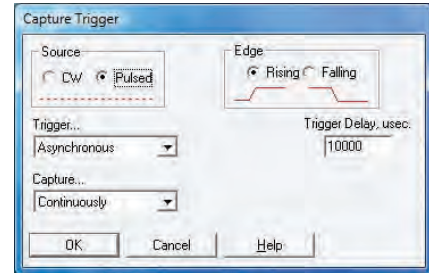 Capture Trigger
Source
CW Pulsed
Edge
Rising Falling
Trigger...
Asynchronous
Trigger Delay, usec:
10000
Capture...
Continuously
OK Cancel Help